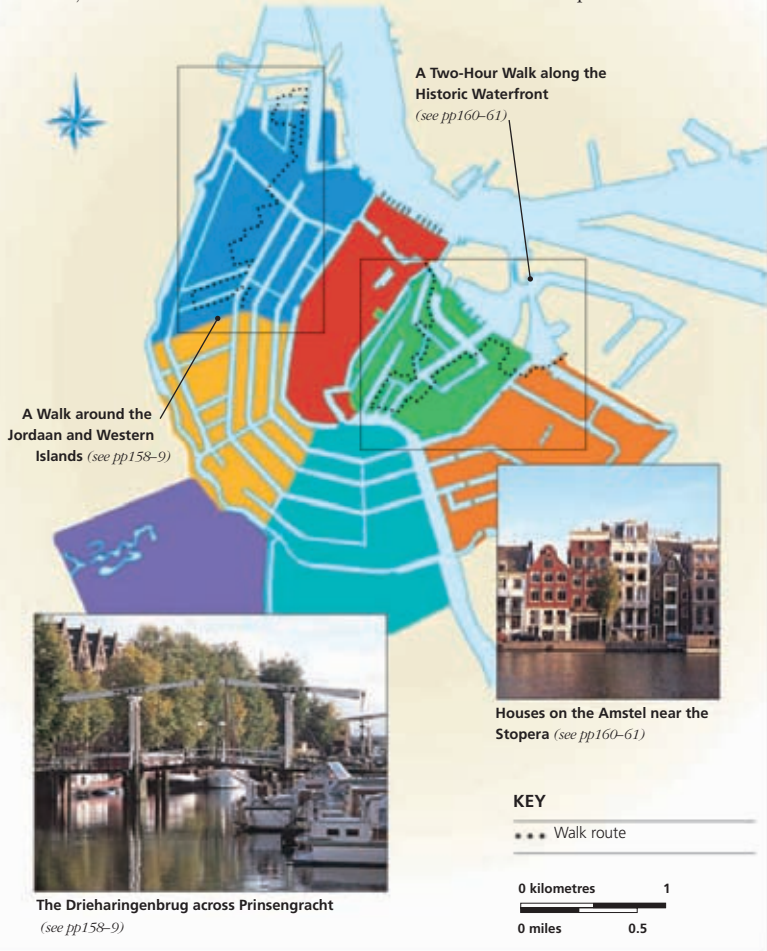 A Two-Hour Walk along the
Historic Waterfront
(see pp160–61)
A Walk around the
Jordaan and Western
Islands (see pp158–9)
Houses on the Amstel near the
Stopera (see pp160–61)
The Drieharingenbrug across Prinsengracht
(see pp158–9)
KEY
Walk route
0 kilometres 1
0 miles 0.5